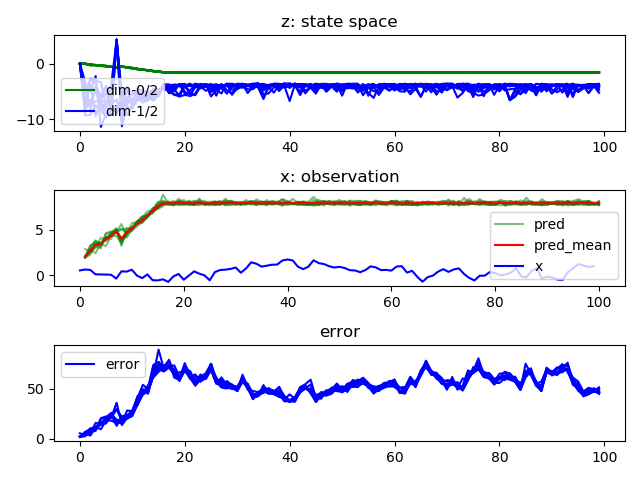 z: state space
0
−10
dim-0/2
dim-1/2
0 20 40 60 80 100
x: observation
5
0
pred
pred_mean
x
0 20 40 60 80 100
error
50
0
error
0 20 40 60 80 100